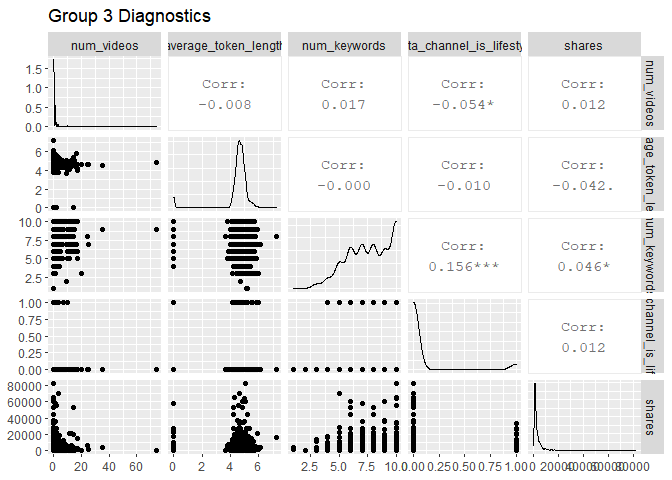 Group 3 Diagnostics
num_videos
average_token_length
num_keywords
ta_channel_is_lifesty
shares
1.5
1.0
0.5
0.0
Corr:
-0.008
Corr:
0.017
Corr:
-0.054*
Corr:
0.012
num_videos
6
4
2
0
Corr:
-0.000
Corr:
-0.010
Corr:
-0.042.
age_token_le
10.0
7.5
5.0
2.5
Corr:
0.156***
Corr:
0.046*
num_keywords
1.00
0.75
0.50
0.25
0.00
Corr:
0.012
channel_is_lif
80000
60000
40000
20000
0
shares
0 20 40 60
0 2 4 6
2.5 5.0 7.5 10.0
0.00 0.25 0.50 0.75 1.00
0 20000 40000 60000 80000